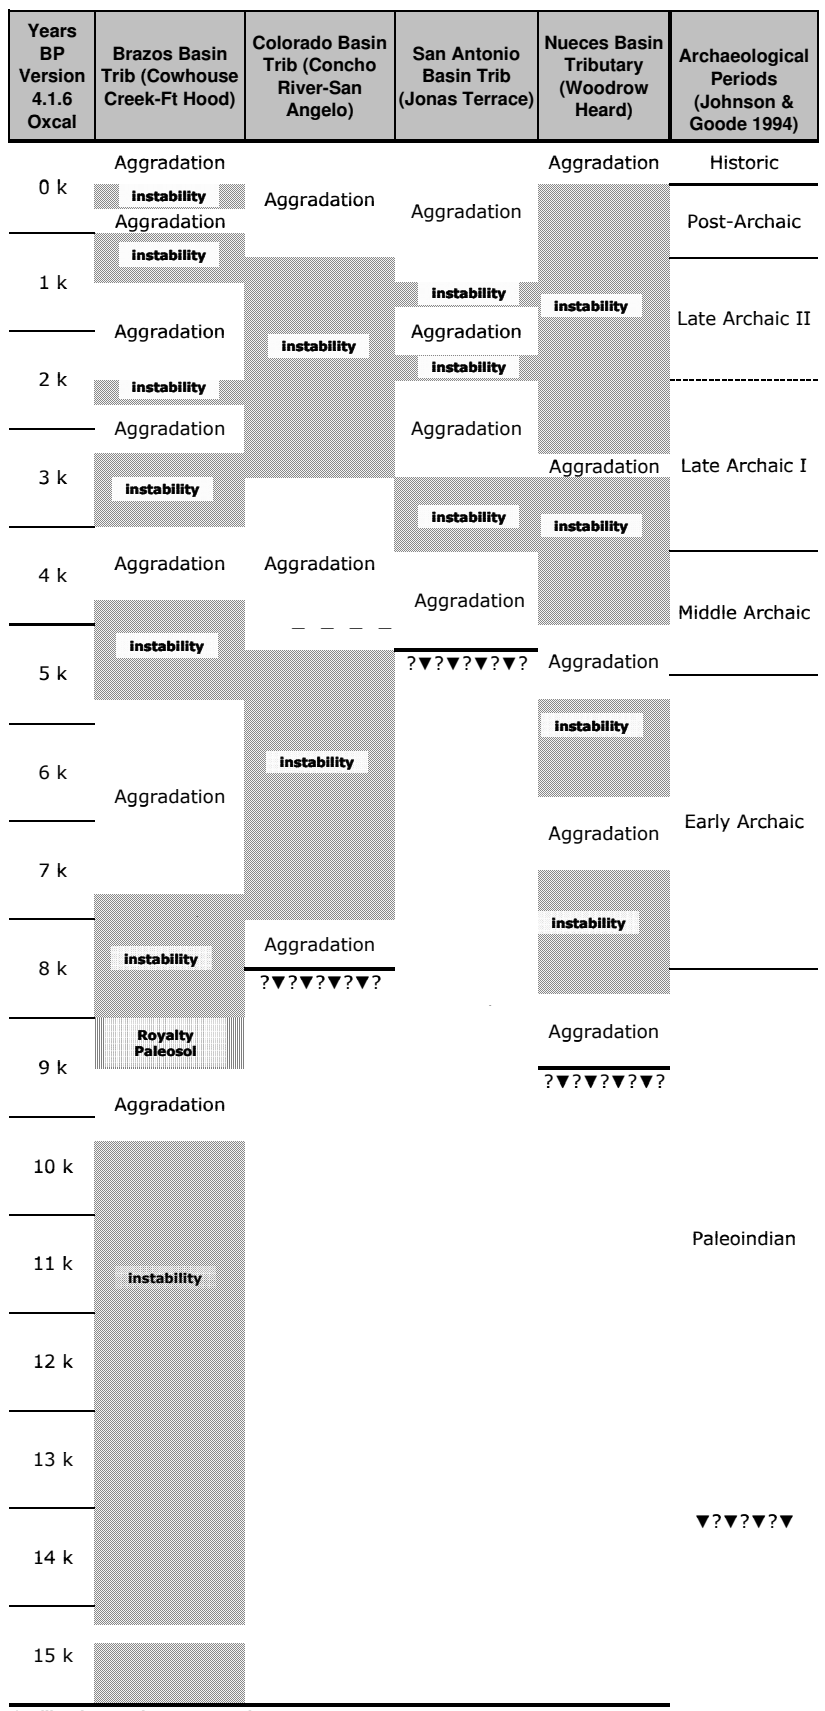 Years
BP
Version
4.1.6
Oxcal
Brazos Basin
Trib (Cowhouse
Creek-Ft Hood)
Colorado Basin
Trib (Concho
River-San
Angelo)
San Antonio
Basin Trib
(Jonas Terrace)
Nueces Basin
Tributary
(Woodrow
Heard)
Archaeological
Periods
(Johnson &
Goode 1994)
0 k
1 k
2 k
3 k
4 k
5 k
6 k
7 k
8 k
9 k
10 k
11 k
12 k
13 k
14 k
15 k
Aggradation
instability
Aggradation
instability
Aggradation
instability
Aggradation
instability
Aggradation
instability
Aggradation
instability
Royalty
Paleosol
Aggradation
instability
Aggradation
instability
Aggradation
instability
Aggradation
?▼?▼?▼?▼?
Aggradation
instability
Aggradation
instability
Aggradation
instability
Aggradation
?▼?▼?▼?▼?
Aggradation
instability
Aggradation
instability
Aggradation
instability
Aggradation
instability
Aggradation
?▼?▼?▼?▼?
Historic
Post-Archaic
Late Archaic II
Late Archaic I
Middle Archaic
Early Archaic
Paleoindian
▼?▼?▼?▼